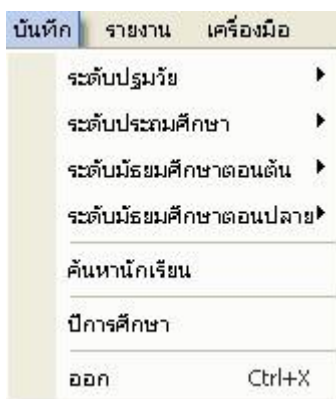 บันทึก รายงาน เครื่องมือ
ระดับปฐมวัย
ระดับประถมศึกษา
ระดับมัธยมศึกษาตอนต้น
ระดับมัธยมศึกษาตอนปลาย
ค้นหานักเรียน
ปีการศึกษา
ออก Ctrl+X